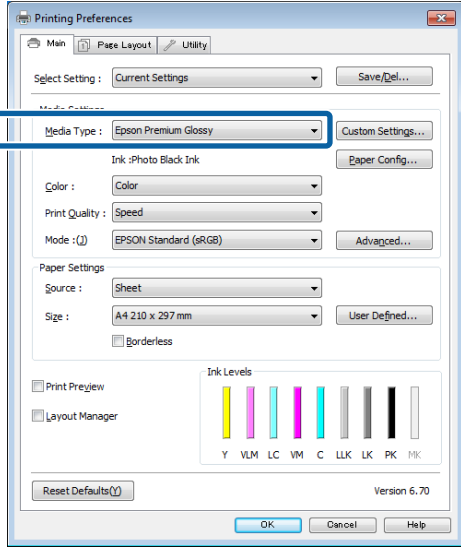 Printing Preferences
Main Page Layout Utility
Select Setting : Current Settings Save/Del...
Media Settings
Media Type : Epson Premium Glossy Custom Settings...
Ink :Photo Black Ink Paper Config...
Color : Color
Print Quality : Speed
Mode :(J) EPSON Standard (sRGB) Advanced...
Paper Settings
Source : Sheet
Size : A4 210 x 297 mm User Defined...
Borderless
Ink Levels
Print Preview
Layout Manager
Y VLM LC VM C LLK LK PK MK
Reset Defaults(Y) Version 6.70
OK Cancel Help